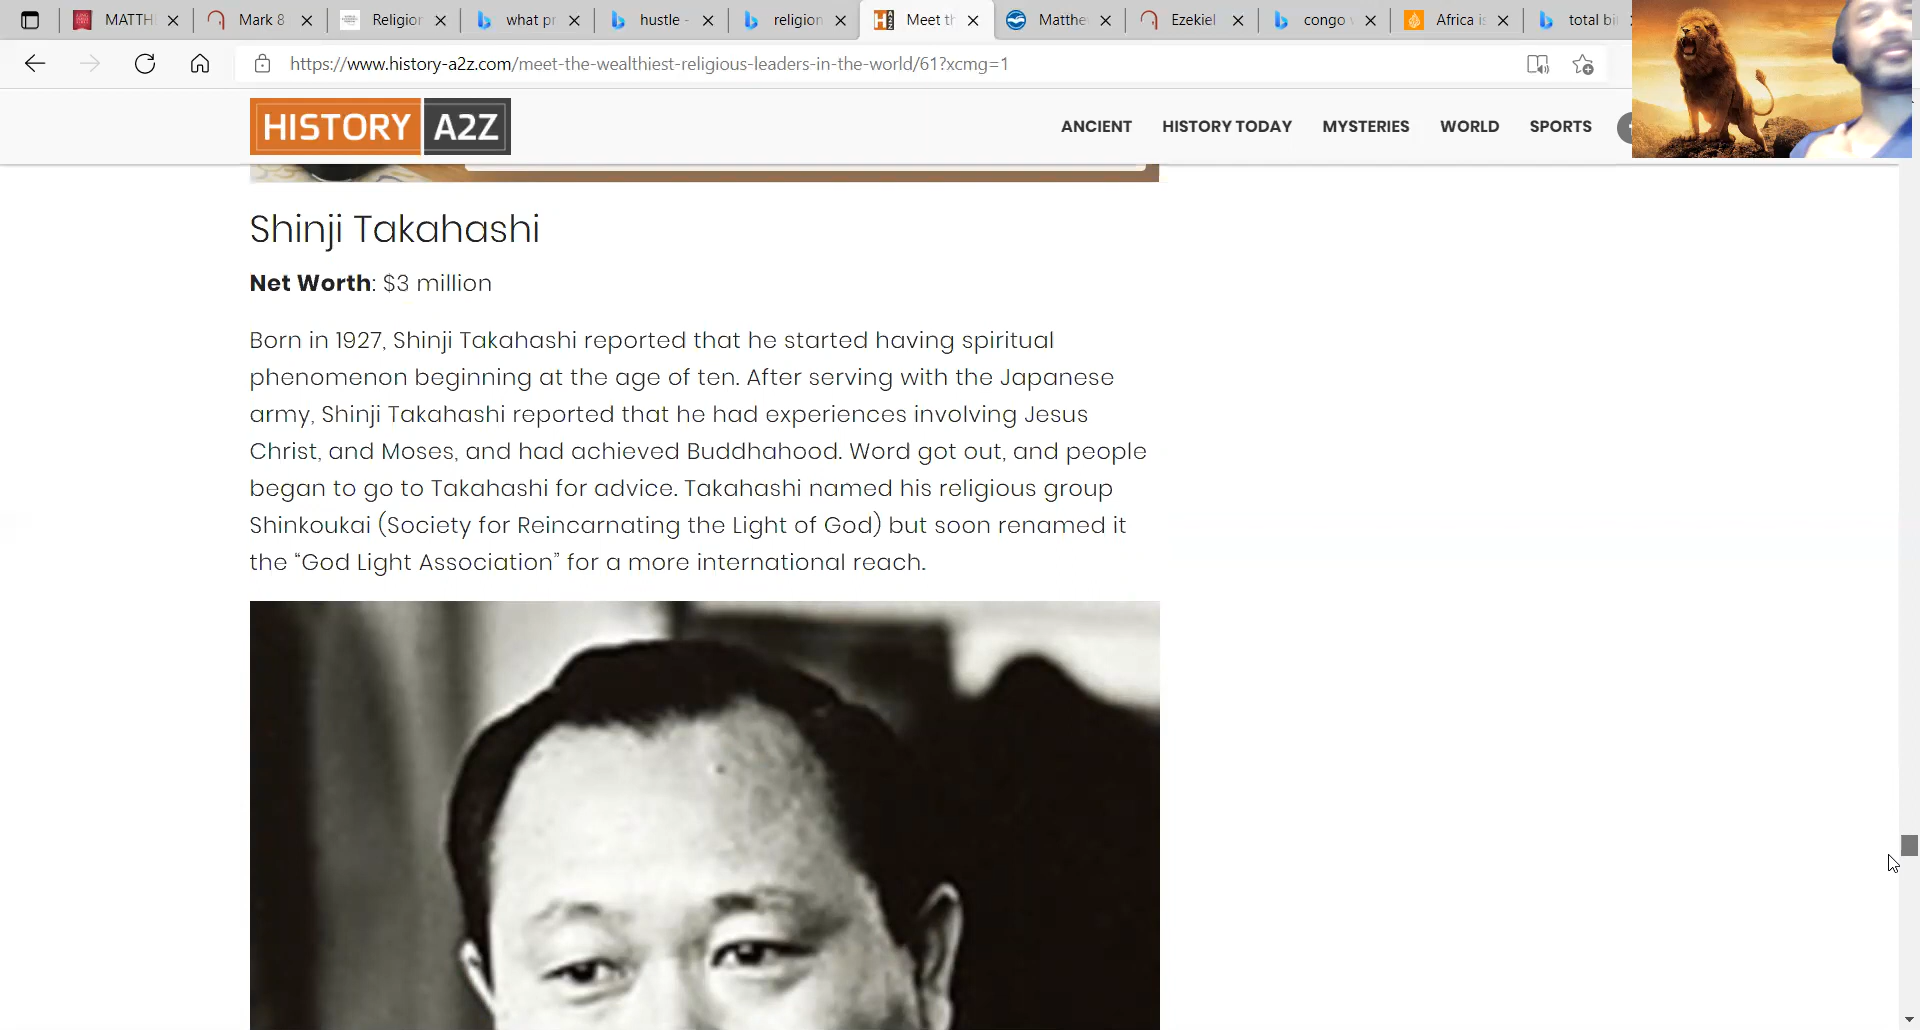 MATTH
Mark 8
Religion
what pr
hustle -
religion
Meet th
Matthe
Ezekiel
congo
Africa is
total bi
https://www.history-a2z.com/meet-the-wealthiest-religious-leaders-in-the-world/61?xcmg=1
HISTORY A2Z
ANCIENT HISTORY TODAY MYSTERIES WORLD SPORTS
Shinji Takahashi
Net Worth: $3 million
Born in 1927, Shinji Takahashi reported that he started having spiritual
phenomenon beginning at the age of ten. After serving with the Japanese
army, Shinji Takahashi reported that he had experiences involving Jesus
Christ, and Moses, and had achieved Buddhahood. Word got out, and people
began to go to Takahashi for advice. Takahashi named his religious group
Shinkoukai (Society for Reincarnating the Light of God) but soon renamed it
the “God Light Association” for a more international reach.